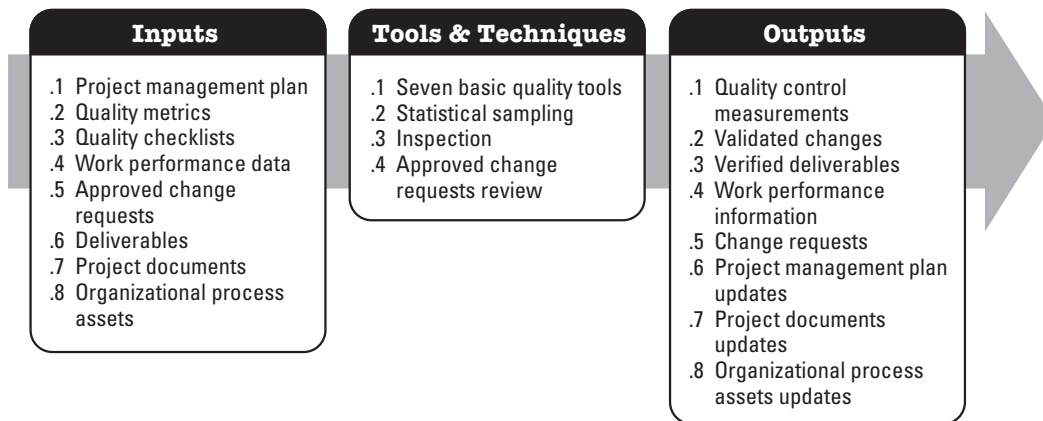 Inputs
.1 Project management plan
.2 Quality metrics
.3 Quality checklists
.4 Work performance data
.5 Approved change
requests
.6 Deliverables
.7 Project documents
.8 Organizational process
assets
Tools & Techniques
.1 Seven basic quality tools
.2 Statistical sampling
.3 Inspection
.4 Approved change
requests review
Outputs
.1 Quality control
measurements
.2 Validated changes
.3 Verified deliverables
.4 Work performance
information
.5 Change requests
.6 Project management plan
updates
.7 Project documents
updates
.8 Organizational process
assets updates